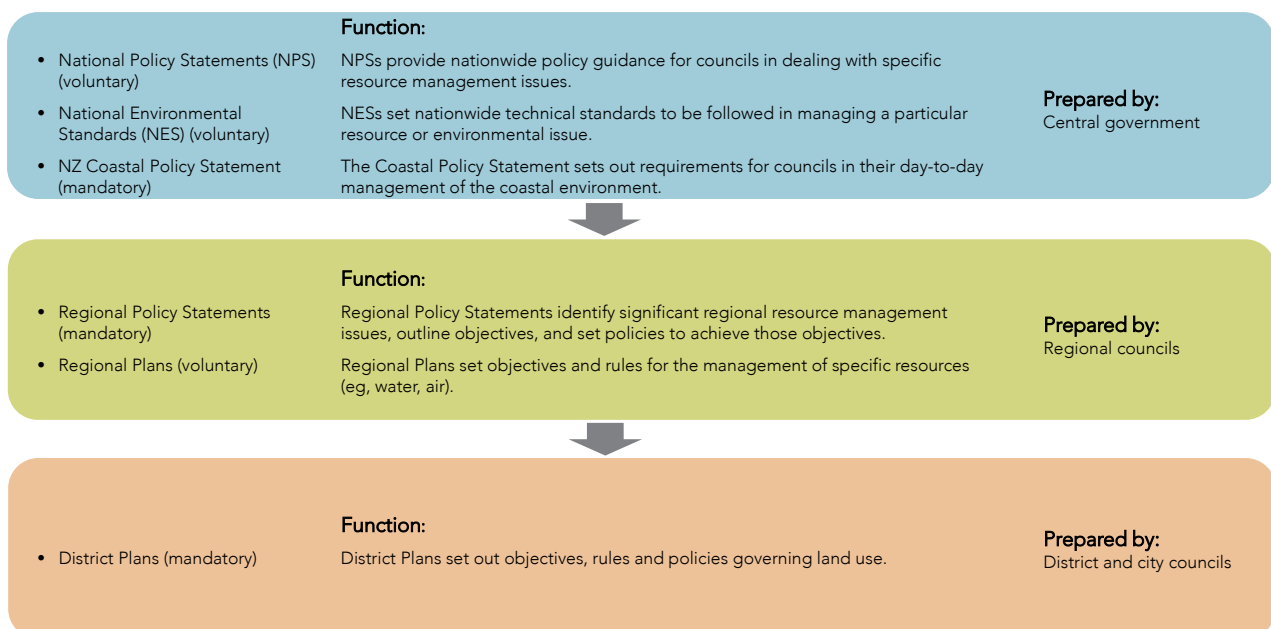 Function:
• National Policy Statements (NPS)
(voluntary)
NPSs provide nationwide policy guidance for councils in dealing with specific
resource management issues.
• National Environmental
Standards (NES) (voluntary)
NESs set nationwide technical standards to be followed in managing a particular
resource or environmental issue.
• NZ Coastal Policy Statement
(mandatory)
The Coastal Policy Statement sets out requirements for councils in their day-to-day
management of the coastal environment.
Prepared by:
Central government
Function:
• Regional Policy Statements
(mandatory)
Regional Policy Statements identify significant regional resource management
issues, outline objectives, and set policies to achieve those objectives.
• Regional Plans (voluntary)
Regional Plans set objectives and rules for the management of specific resources
(eg, water, air).
Prepared by:
Regional councils
Function:
• District Plans (mandatory)
District Plans set out objectives, rules and policies governing land use.
Prepared by:
District and city councils